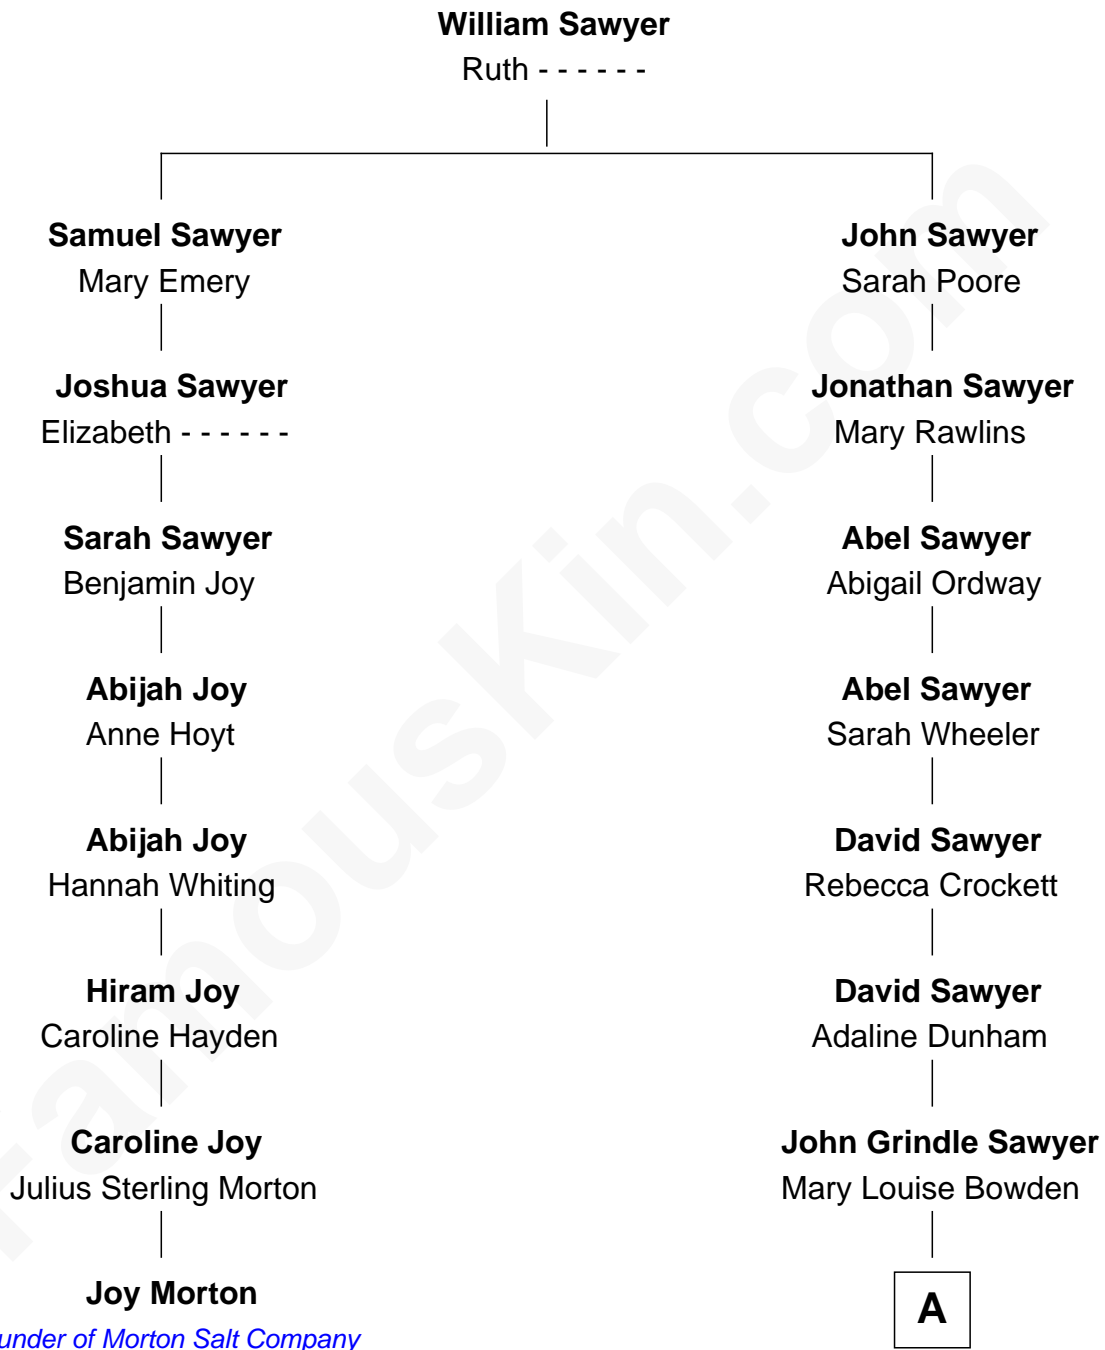 William Sawyer
Ruth - - - - - -
Samuel Sawyer
Mary Emery
John Sawyer
Sarah Poore
Joshua Sawyer
Elizabeth - - - - - -
Jonathan Sawyer
Mary Rawlins
Sarah Sawyer
Benjamin Joy
Abel Sawyer
Abigail Ordway
Abijah Joy
Anne Hoyt
Abel Sawyer
Sarah Wheeler
Abijah Joy
Hannah Whiting
David Sawyer
Rebecca Crockett
Hiram Joy
Caroline Hayden
David Sawyer
Adaline Dunham
Caroline Joy
Julius Sterling Morton
John Grindle Sawyer
Mary Louise Bowden
Joy Morton
under of Morton Salt Company
A
FamousKin.com